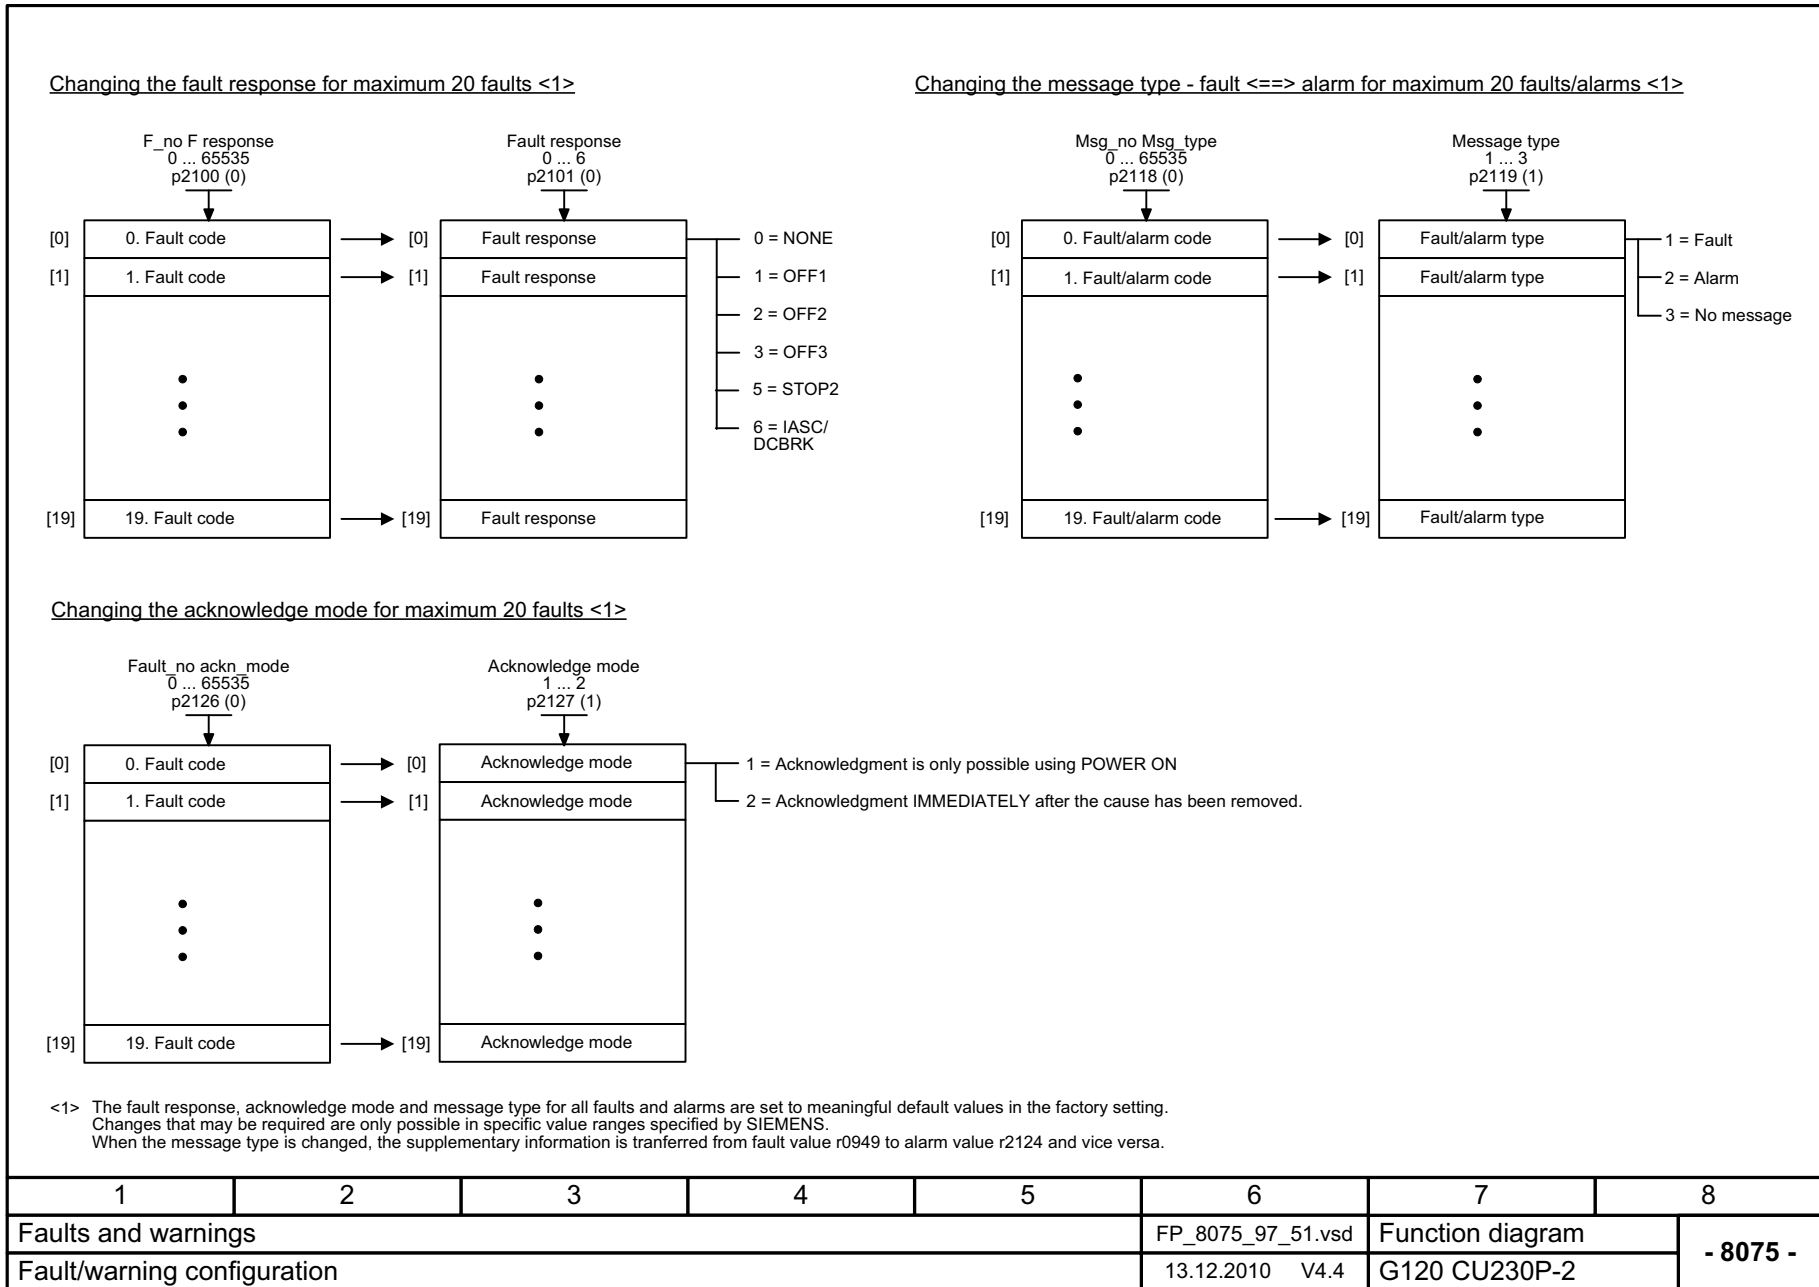 Changing the fault response for maximum 20 faults <1>
F_no F response
0 ... 65535
p2100 (0)
Fault response
0 ... 6
p2101 (0)
[0] 0. Fault code [0] Fault response 0 = NONE
[1] 1. Fault code [1] Fault response 1 = OFF1
2 = OFF2
3 = OFF3
5 = STOP2
6 = IASC/
DCBRK
[19] 19. Fault code [19] Fault response
Changing the message type - fault <==> alarm for maximum 20 faults/alarms <1>
Msg_no Msg_type
0 ... 65535
p2118 (0)
Message type
1 ... 3
p2119 (1)
[0] 0. Fault/alarm code [0] Fault/alarm type 1 = Fault
[1] 1. Fault/alarm code [1] Fault/alarm type 2 = Alarm
3 = No message
[19] 19. Fault/alarm code [19] Fault/alarm type
Changing the acknowledge mode for maximum 20 faults <1>
Fault_no ackn_mode
0 ... 65535
p2126 (0)
Acknowledge mode
1 ... 2
p2127 (1)
[0] 0. Fault code [0] Acknowledge mode 1 = Acknowledgment is only possible using POWER ON
[1] 1. Fault code [1] Acknowledge mode 2 = Acknowledgment IMMEDIATELY after the cause has been removed.
[19] 19. Fault code [19] Acknowledge mode
<1> The fault response, acknowledge mode and message type for all faults and alarms are set to meaningful default values in the factory setting.
Changes that may be required are only possible in specific value ranges specified by SIEMENS.
When the message type is changed, the supplementary information is tranferred from fault value r0949 to alarm value r2124 and vice versa.
1 2 3 4 5 6 7 8
Faults and warnings FP_8075_97_51.vsd Function diagram - 8075 -
Fault/warning configuration 13.12.2010 V4.4 G120 CU230P-2